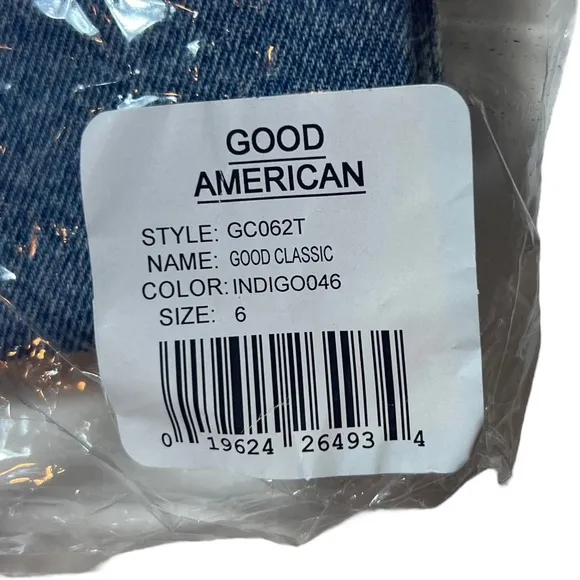 GOOD
AMERICAN
STYLE: GC062T
NAME: GOOD CLASSIC
COLOR: INDIGO046
SIZE: 6
0 19624 26493 4